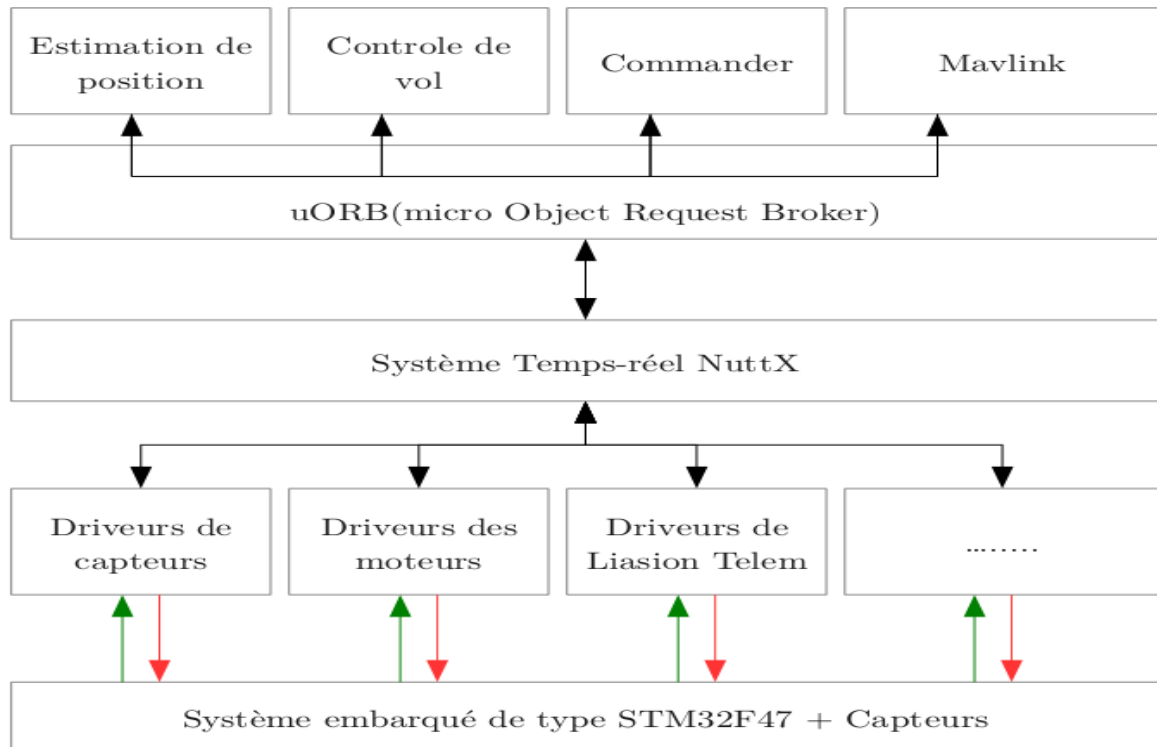 Estimation de
position
Controle de
vol
Commander
Mavlink
uORB(micro Object Request Broker)
Système Temps-réel NuttX
Driveurs de
capteurs
Driveurs des
moteurs
Driveurs de
Liasion Telem
........
Système embarqué de type STM32F47 + Capteurs